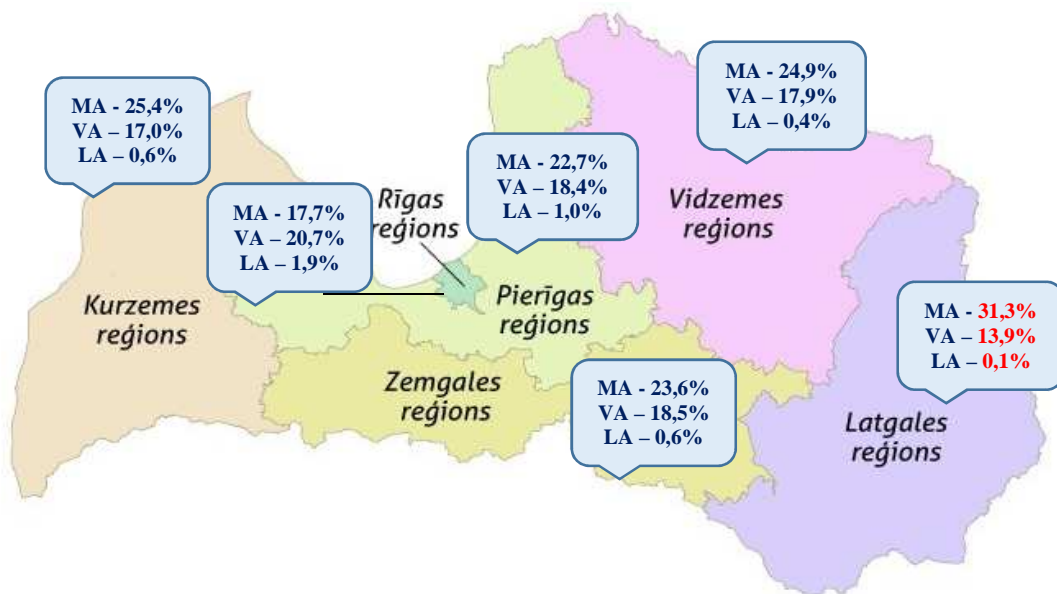 MA - 24,9%
VA – 17,9%
LA – 0,4%
MA - 25,4%
VA – 17,0%
LA – 0,6%
MA - 22,7%
VA – 18,4%
LA – 1,0%
Rīgas
reģions
Vidzemes
reģions
MA - 17,7%
VA – 20,7%
LA – 1,9%
Kurzemes
reģions
Pierīgas
reģions
MA - 31,3%
VA – 13,9%
LA – 0,1%
Zemgales
reģions
MA - 23,6%
VA – 18,5%
LA – 0,6%
Latgales
reģions